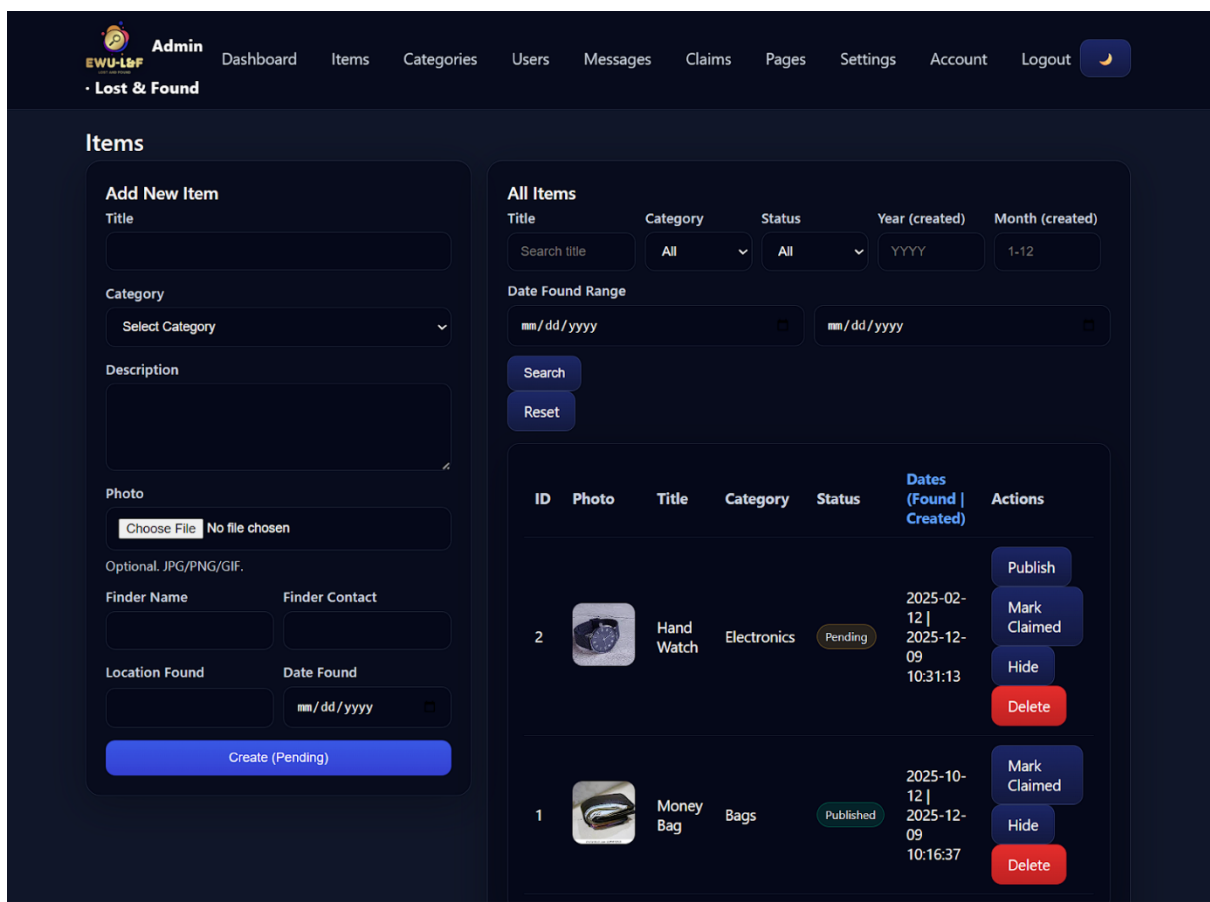 Admin
EWU-L&F
LOST AND FOUND
· Lost & Found
Dashboard Items Categories Users Messages Claims Pages Settings Account Logout
Items
Add New Item
Title
Category
Select Category
Description
Photo
Choose File No file chosen
Optional. JPG/PNG/GIF.
Finder Name Finder Contact
Location Found Date Found
mm/dd/yyyy
Create (Pending)
All Items
Title Category Status Year (created) Month (created)
Search title All All YYYY 1-12
Date Found Range
mm/dd/yyyy mm/dd/yyyy
Search
Reset
ID Photo Title Category Status Dates (Found | Created) Actions
2 Hand Watch Electronics Pending 2025-02-12 | 2025-12-09 10:31:13
Publish
Mark Claimed
Hide
Delete
1 Money Bag Bags Published 2025-10-12 | 2025-12-09 10:16:37
Mark Claimed
Hide
Delete